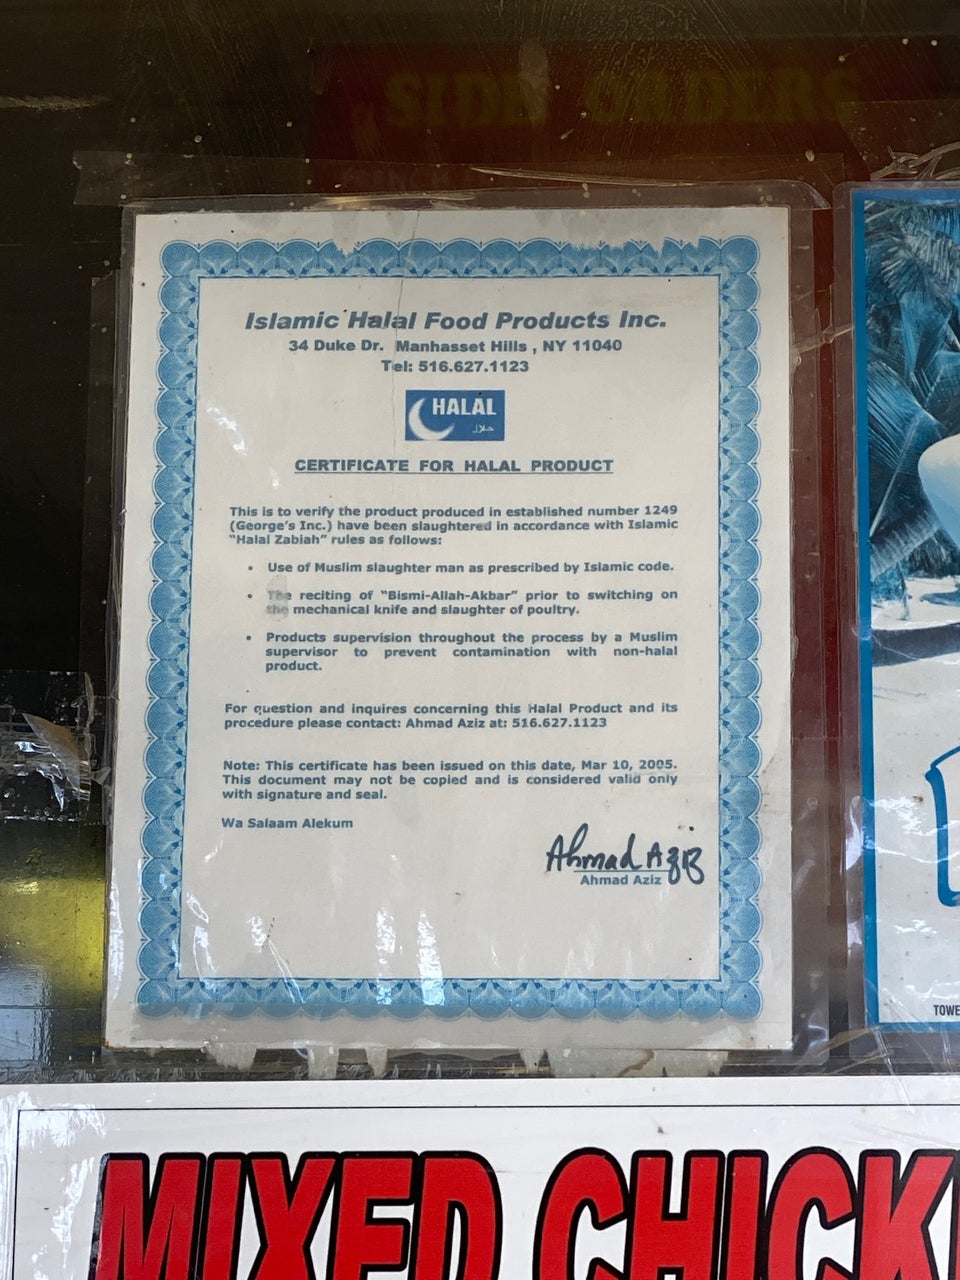 SIDE ORDERS
Islamic Halal Food Products Inc.
34 Duke Dr. Manhasset Hills , NY 11040
Tel: 516.627.1123
HALAL
حلال
CERTIFICATE FOR HALAL PRODUCT
This is to verify the product produced in established number 1249
(George's Inc.) have been slaughtered in accordance with Islamic
"Halal Zabiah" rules as follows:
• Use of Muslim slaughter man as prescribed by Islamic code.
• The reciting of "Bismi-Allah-Akbar" prior to switching on
the mechanical knife and slaughter of poultry.
• Products supervision throughout the process by a Muslim
supervisor to prevent contamination with non-halal
product.
For question and inquires concerning this Halal Product and its
procedure please contact: Ahmad Aziz at: 516.627.1123
Note: This certificate has been issued on this date, Mar 10, 2005.
This document may not be copied and is considered valid only
with signature and seal.
Wa Salaam Alekum
Ahmad Aziz
Ahmad Aziz
TOWE
MIXED CHICK